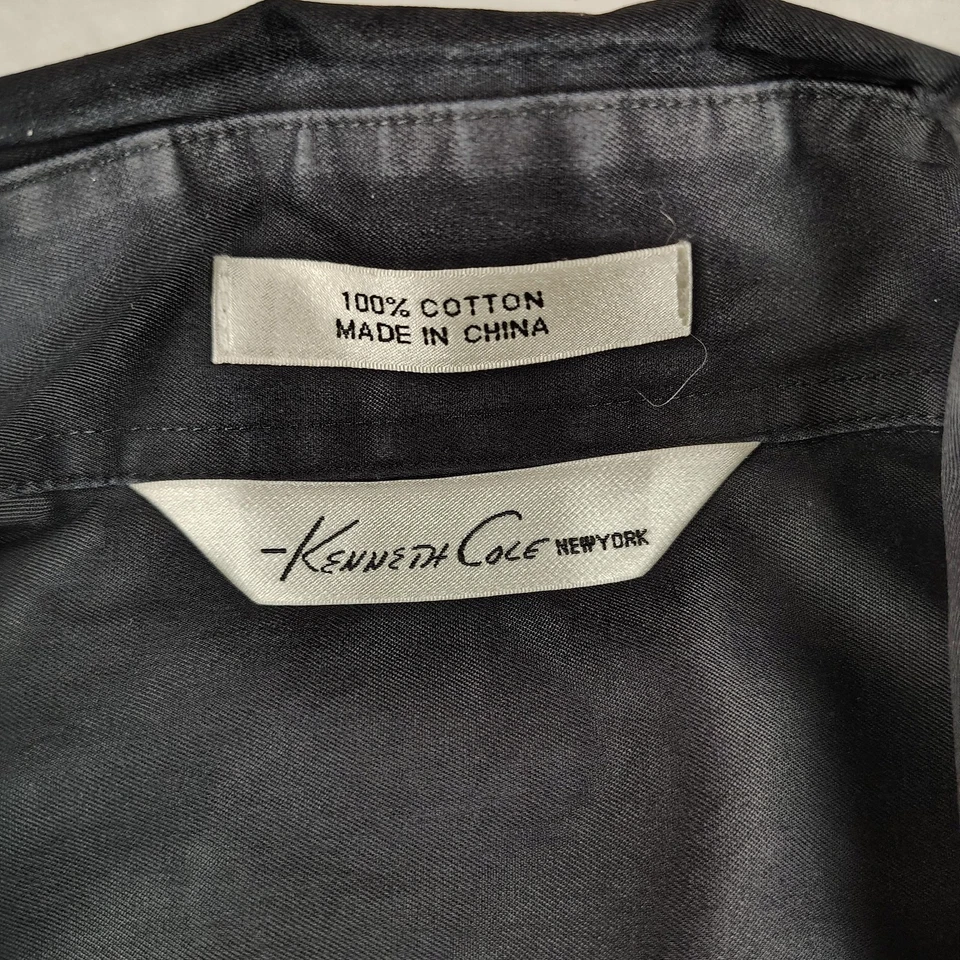 100% COTTON
MADE IN CHINA
-KENNETH COLE NEWYORK